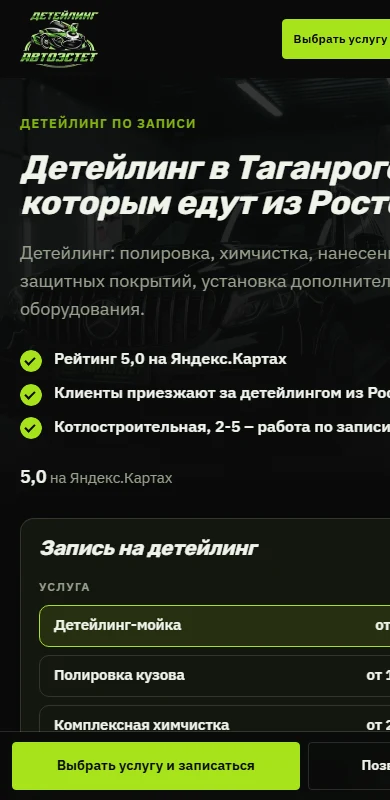 ДЕТЕЙЛИНГ
АВТОЭСТЕТ
Выбрать услугу
ДЕТЕЙЛИНГ ПО ЗАПИСИ
Детейлинг в Таганрог
которым едут из Рост
Детейлинг: полировка, химчистка, нанесен
защитных покрытий, установка дополнител
оборудования.
Рейтинг 5,0 на Яндекс.Картах
Клиенты приезжают за детейлингом из Рос
Котлостроительная, 2-5 – работа по записи
5,0 на Яндекс.Картах
Запись на детейлинг
УСЛУГА
Детейлинг-мойка от
Полировка кузова от 1
Комплексная химчистка от 2
Выбрать услугу и записаться Позв